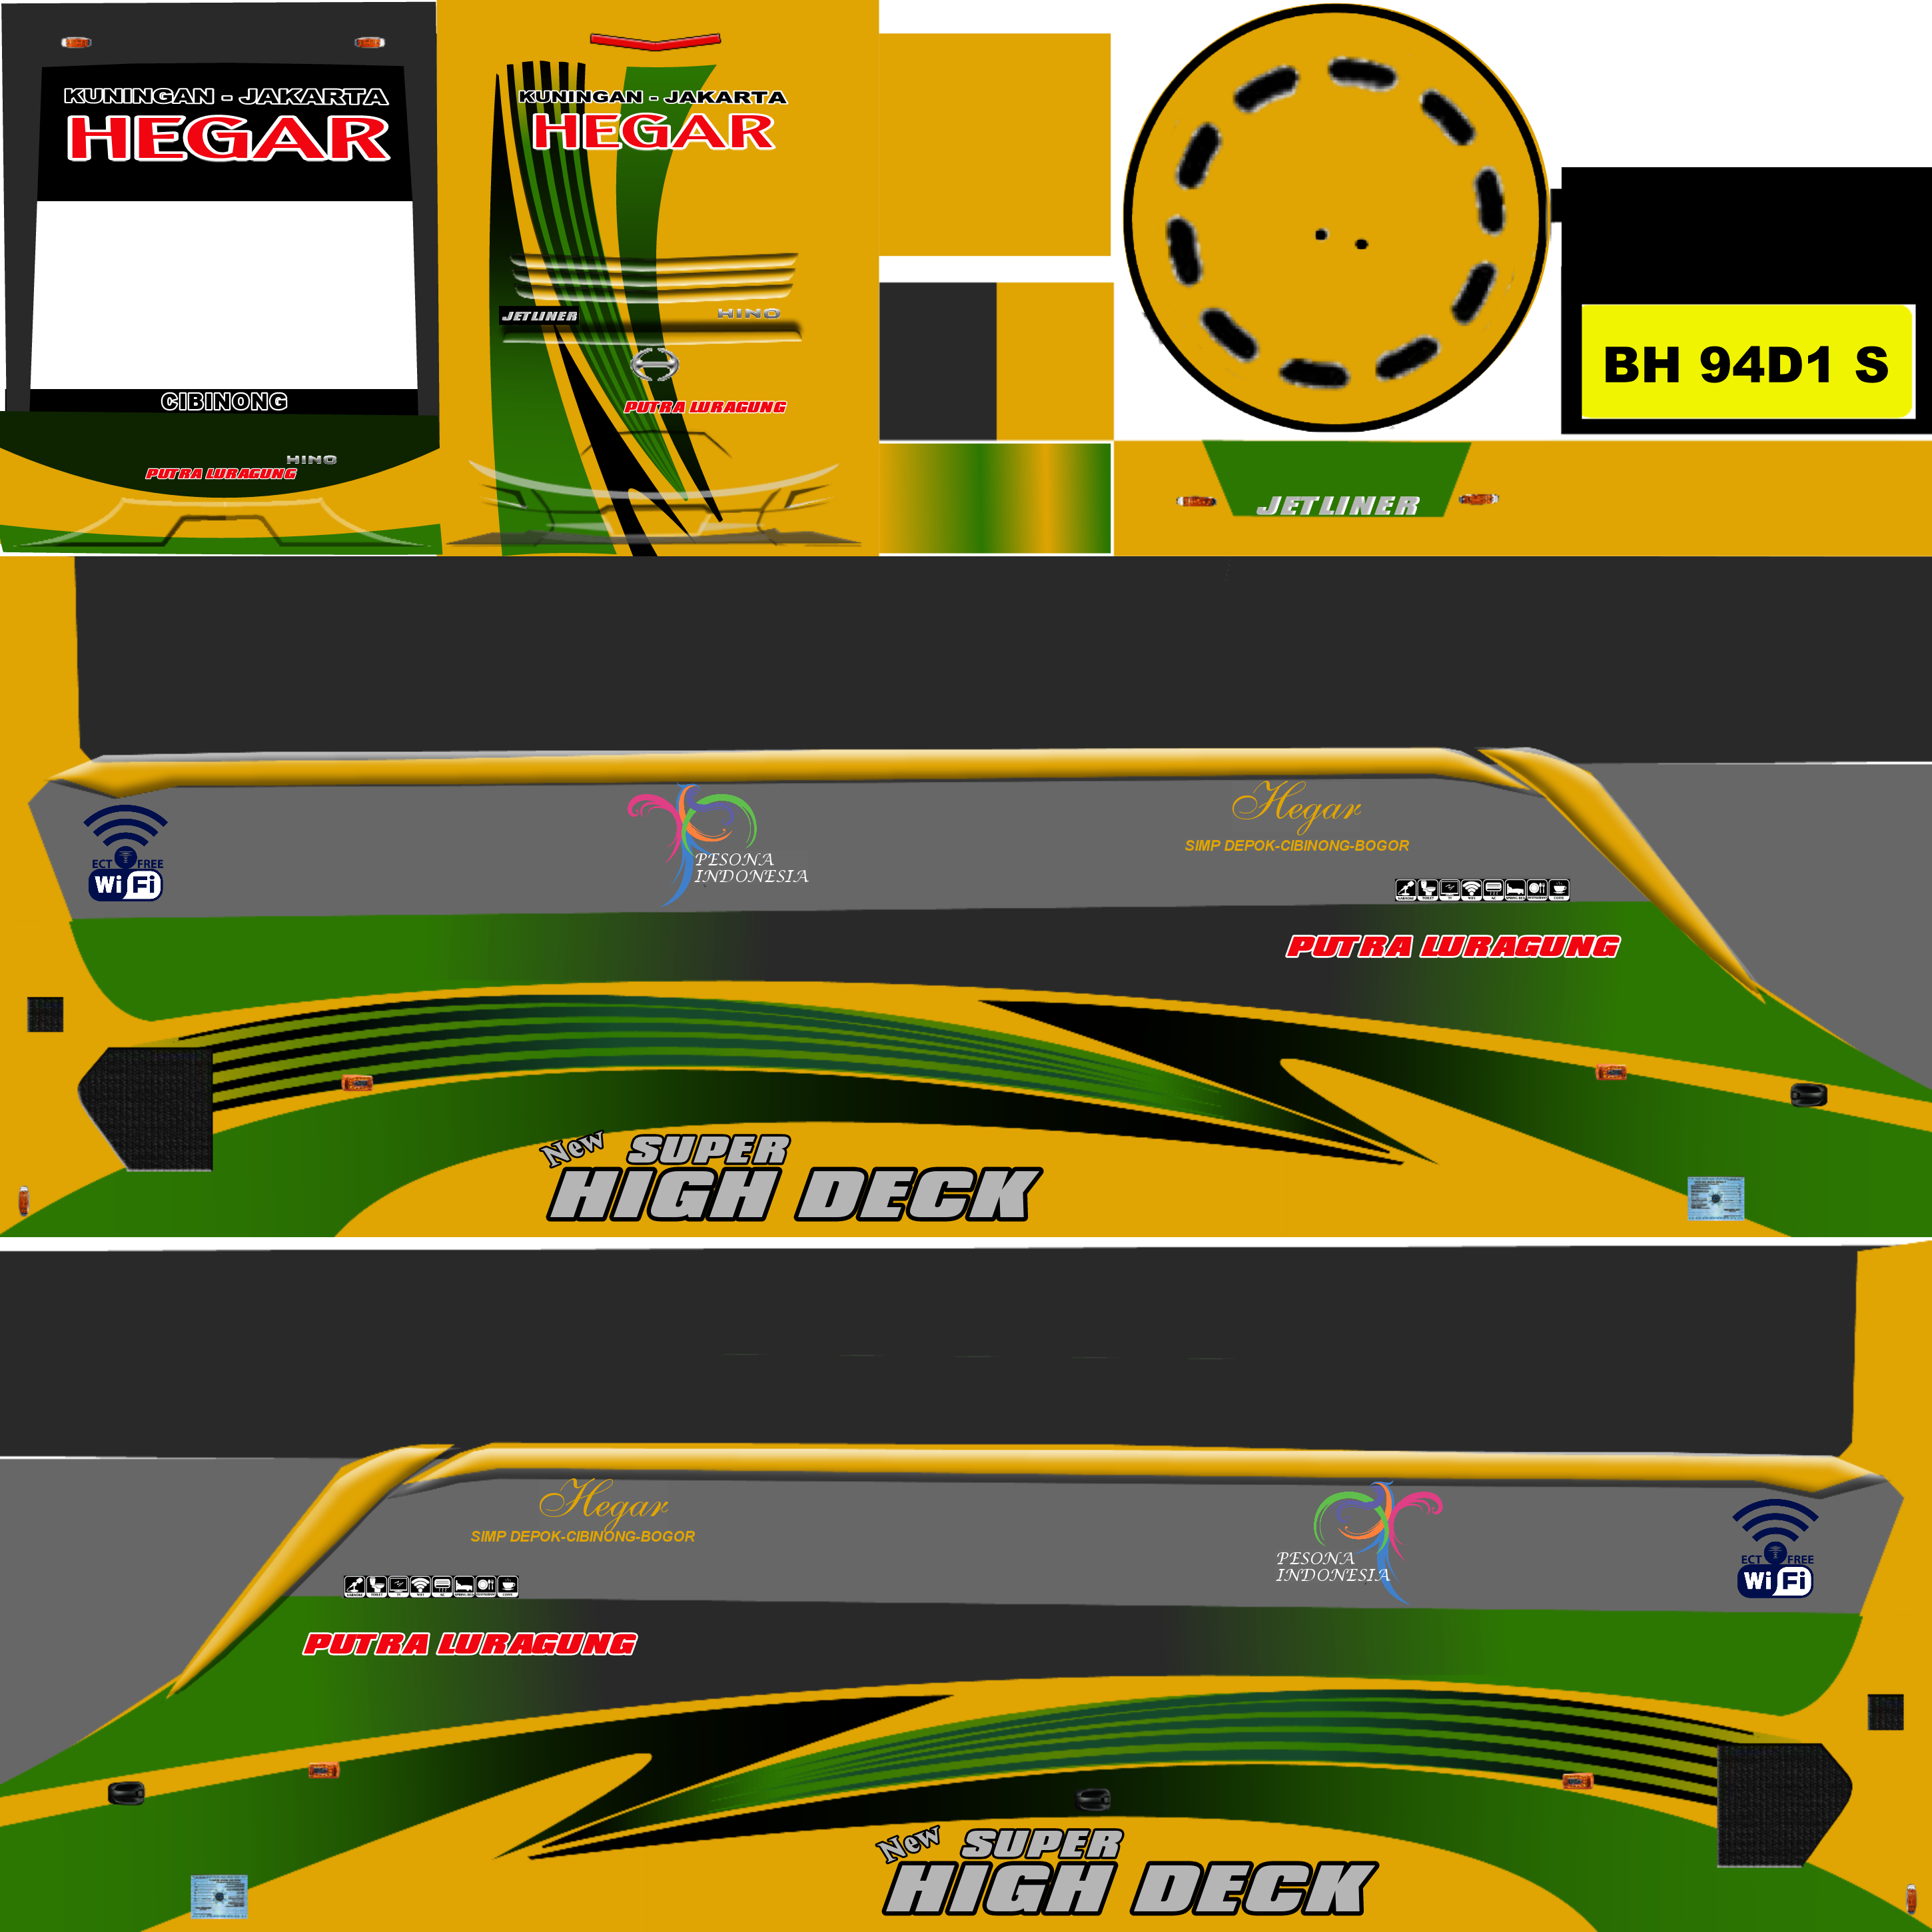 KUNINGAN - JAKARTA
HEGAR
CIBINONG
HINO
PUTRA LURAGUNG
KUNINGAN - JAKARTA
HEGAR
JETLINER
HINO
PUTRA LURAGUNG
BH 94D1 S
JETLINER
ECT FREE
Wi Fi
PESONA
INDONESIA
Hegar
SIMP DEPOK-CIBINONG-BOGOR
PUTRA LURAGUNG
New SUPER
HIGH DECK
Hegar
SIMP DEPOK-CIBINONG-BOGOR
PESONA
INDONESIA
ECT FREE
Wi Fi
PUTRA LURAGUNG
New SUPER
HIGH DECK